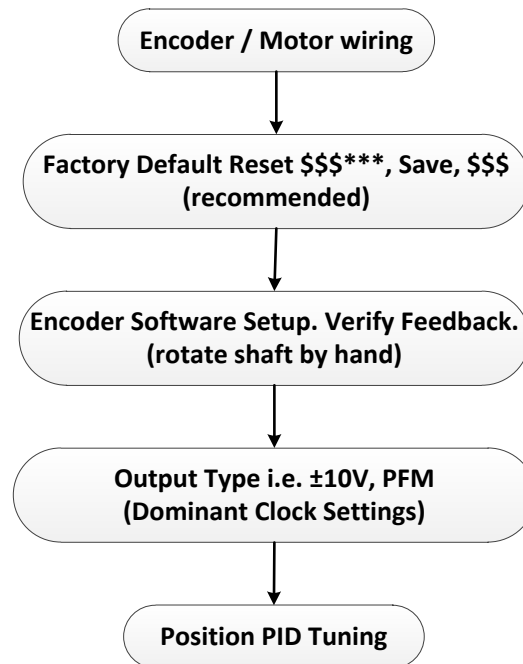 Encoder / Motor wiring
Factory Default Reset $$$***, Save, $$$
(recommended)
Encoder Software Setup. Verify Feedback.
(rotate shaft by hand)
Output Type i.e. ±10V, PFM
(Dominant Clock Settings)
Position PID Tuning